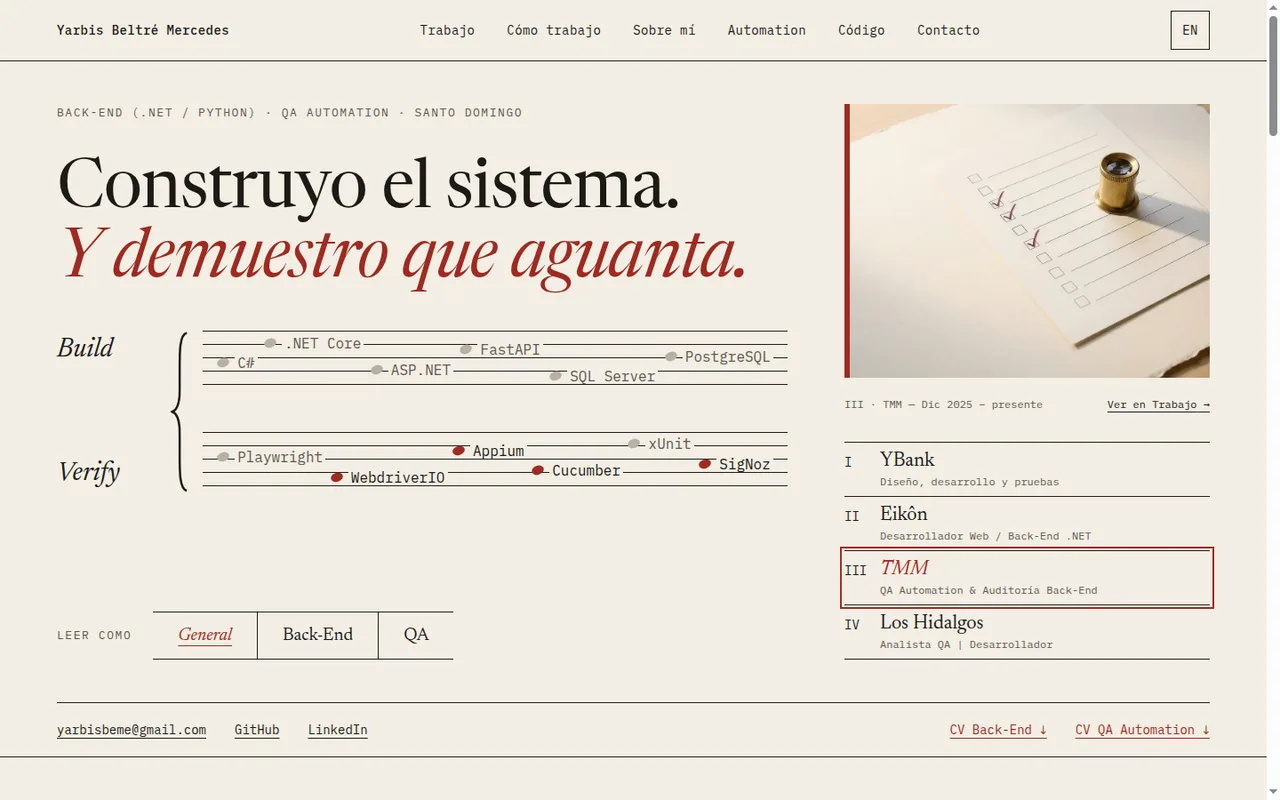 Yarbis Beltré Mercedes
Trabajo Cómo trabajo Sobre mí Automation Código Contacto
EN
BACK-END (.NET / PYTHON) · QA AUTOMATION · SANTO DOMINGO
Construyo el sistema.
Y demuestro que aguanta.
Build
.NET Core
FastAPI
PostgreSQL
C#
ASP.NET
SQL Server
Verify
Playwright
Appium
xUnit
WebdriverIO
Cucumber
SigNoz
LEER COMO
General Back-End QA
III · TMM — Dic 2025 – presente
Ver en Trabajo →
I YBank
Diseño, desarrollo y pruebas
II Eikôn
Desarrollador Web / Back-End .NET
III TMM
QA Automation & Auditoría Back-End
IV Los Hidalgos
Analista QA | Desarrollador
yarbisbeme@gmail.com GitHub LinkedIn
CV Back-End ↓ CV QA Automation ↓